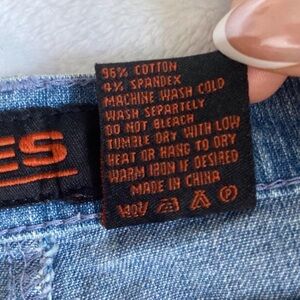 96% COTTON
4% SPANDEX
MACHINE WASH COLD
WASH SEPARTELY
DO NOT BLEACH
TUMBLE DRY WITH LOW
HEAT OR HANG TO DRY
WARM IRON IF DESIRED
MADE IN CHINA
ES